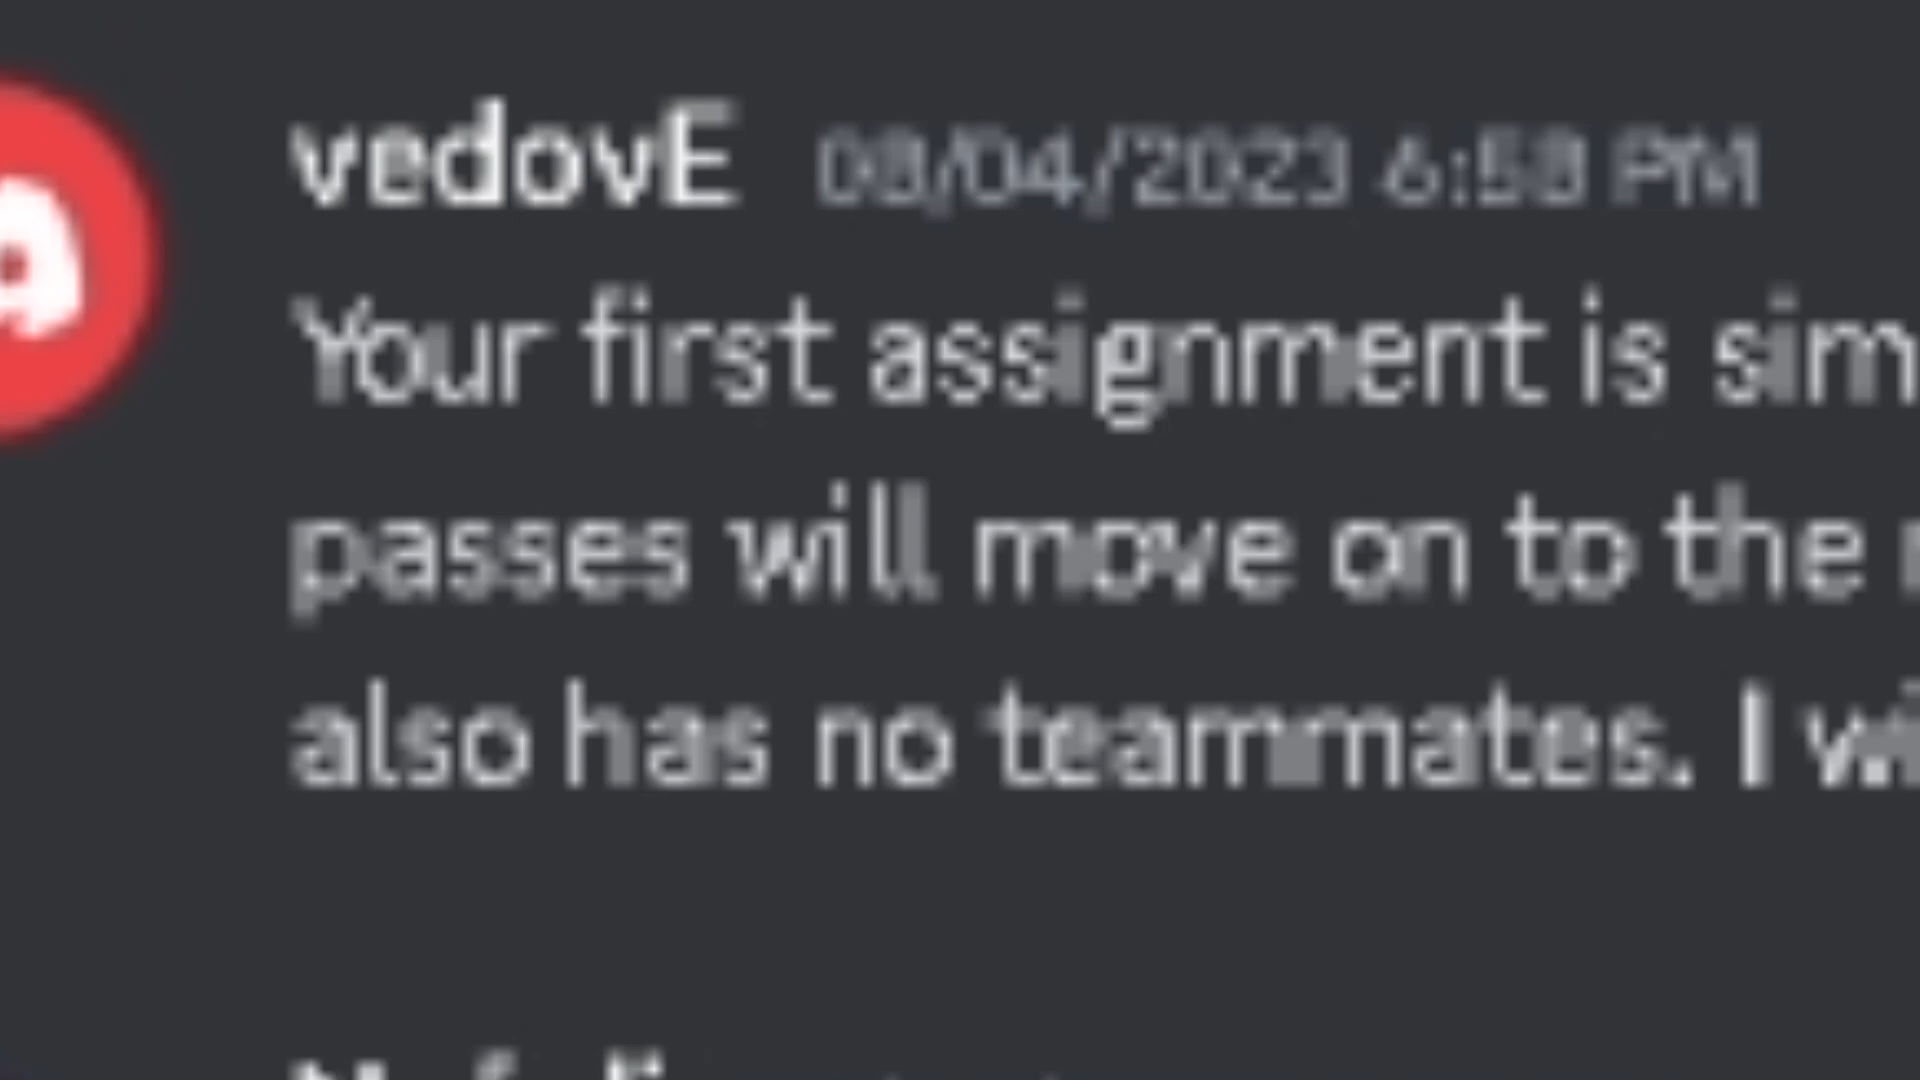 vedovE 08/04/2023 6:58 PM
Your first assignment is sim
passes will move on to the
also has no teammates. I wi